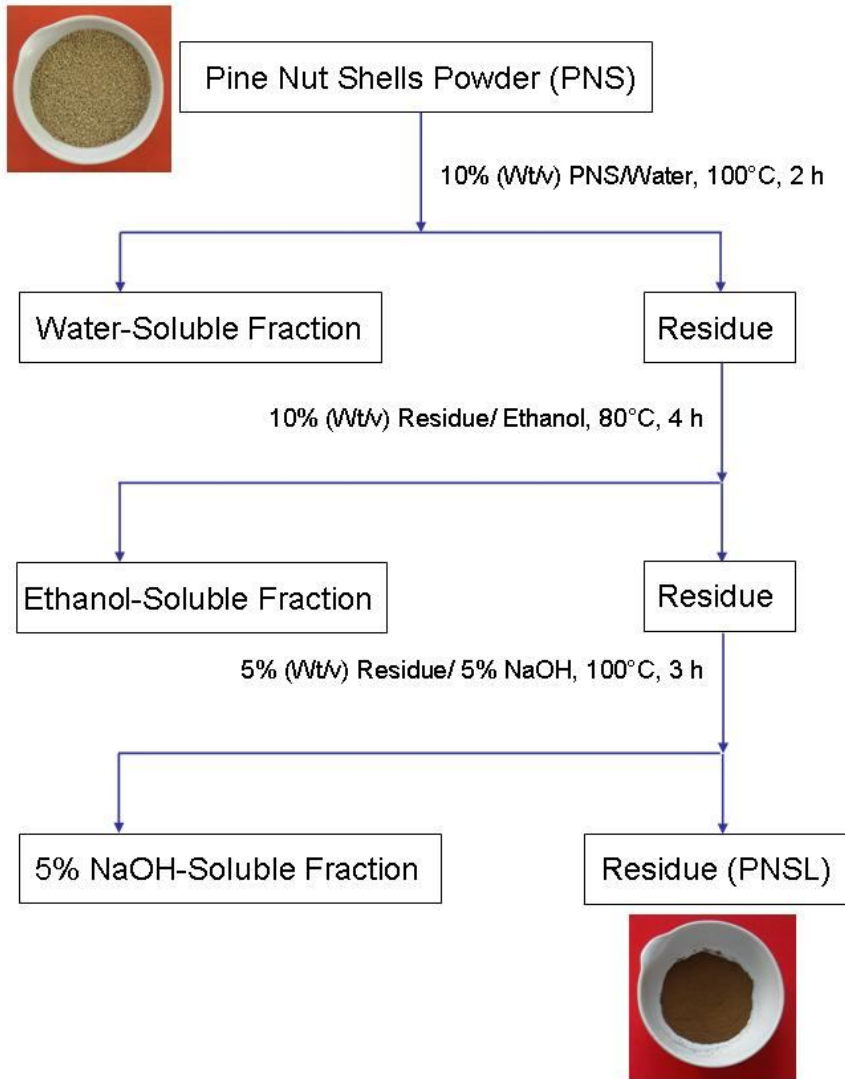 Pine Nut Shells Powder (PNS)
10% (Wt/v) PNS/Water, 100°C, 2 h
Water-Soluble Fraction
Residue
10% (Wt/v) Residue/ Ethanol, 80°C, 4 h
Ethanol-Soluble Fraction
Residue
5% (Wt/v) Residue/ 5% NaOH, 100°C, 3 h
5% NaOH-Soluble Fraction
Residue (PNSL)